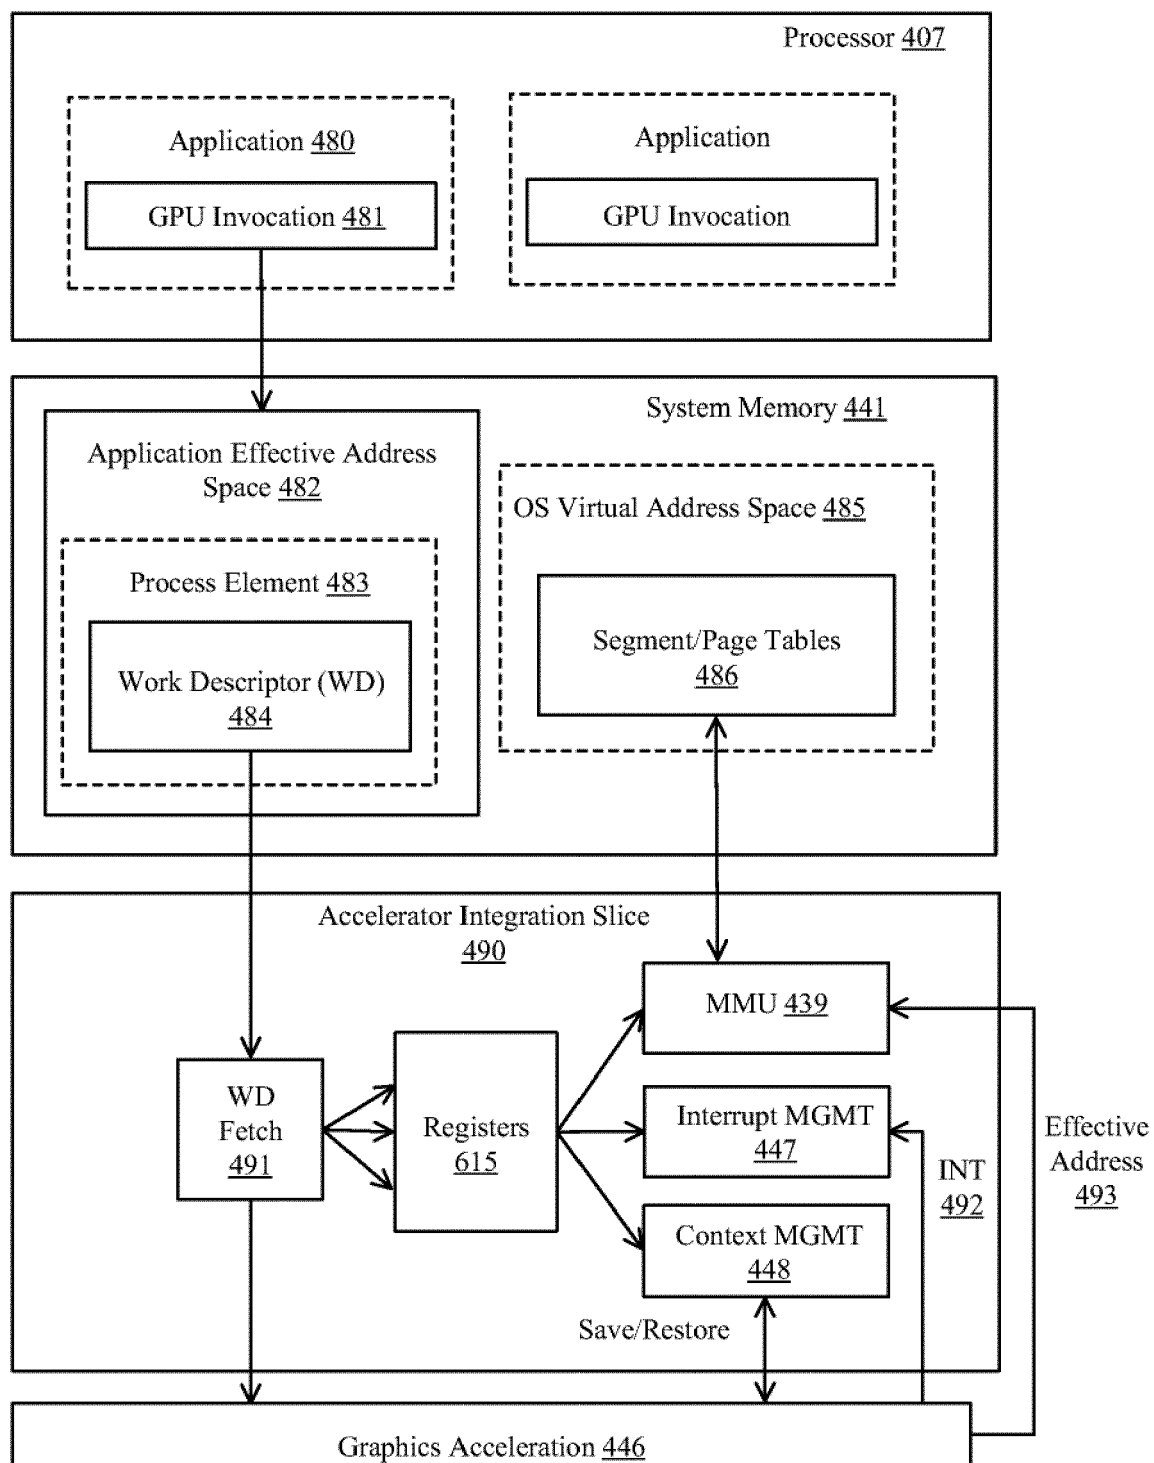 Processor 407
Application 480
GPU Invocation 481
Application
GPU Invocation
System Memory 441
Application Effective Address
Space 482
Process Element 483
Work Descriptor (WD)
484
OS Virtual Address Space 485
Segment/Page Tables
486
Accelerator Integration Slice
490
WD
Fetch
491
Registers
615
MMU 439
Interrupt MGMT
447
Context MGMT
448
Save/Restore
INT
492
Effective
Address
493
Graphics Acceleration 446